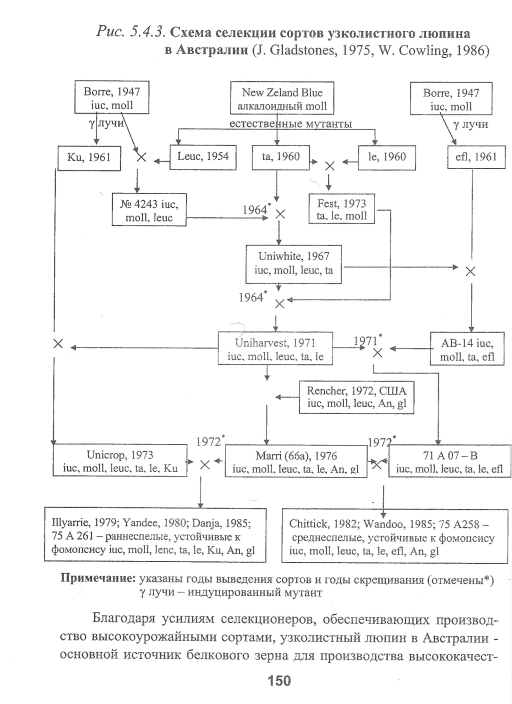 Рис. 5.4.3. Схема селекции сортов узколистного люпина
в Австралии (J. Gladstones, 1975, W. Cowling, 1986)
Borre, 1947
iuc, moll
New Zeland Blue
алкалоидный moll
Borre, 1947
iuc, moll
γ лучи
естественные мутанты
γ лучи
Ku, 1961
Leuc, 1954
ta, 1960
le, 1960
efl, 1961
№ 4243 iuc,
moll, leuc
1964*
Fest, 1973
ta, le, moll
Uniwhite, 1967
iuc, moll, leuc, ta
1964*
Uniharvest, 1971
iuc, moll, leuc, ta, le
1971*
AB-14 iuc,
moll, ta, efl
Rencher, 1972, США
iuc, moll, leuc, An, gl
Unicrop, 1973
iuc, moll, leuc, ta, le, Ku
1972*
Marri (66a), 1976
iuc, moll, leuc, ta, le, An, gl
1972*
71 A 07 – B
iuc, moll, leuc, ta, le, efl
Illyarrie, 1979; Yandee, 1980; Danja, 1985;
75 A 261 – раннеспелые, устойчивые к
фомопсису iuc, moll, lenc, ta, le, Ku, An, gl
Chittick, 1982; Wandoo, 1985; 75 A258 –
среднеспелые, устойчивые к фомопсису
iuc, moll, leuc, ta, le, efl, An, gl
Примечание: указаны годы выведения сортов и годы скрещивания (отмечены*)
γ лучи – индуцированный мутант
Благодаря усилиям селекционеров, обеспечивающих производ-
ство высокоурожайными сортами, узколистный люпин в Австралии -
основной источник белкового зерна для производства высококачест-
150